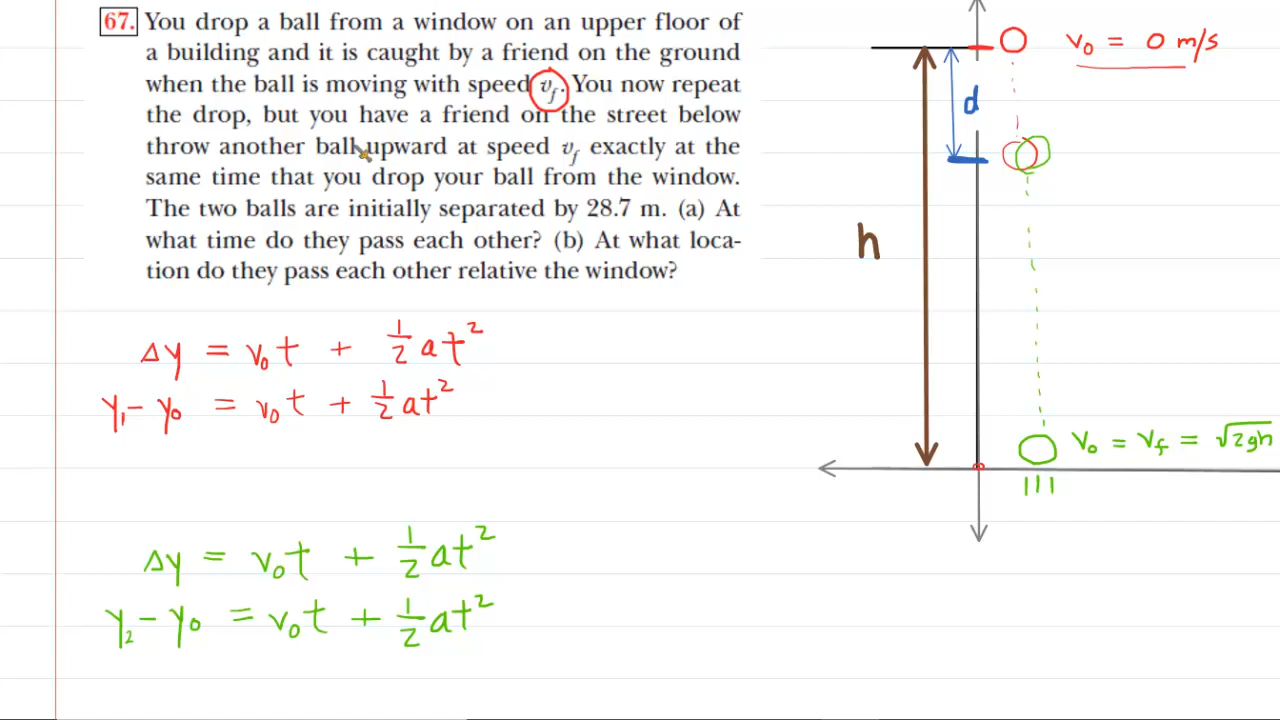 67. You drop a ball from a window on an upper floor of
a building and it is caught by a friend on the ground
when the ball is moving with speed v_f. You now repeat
the drop, but you have a friend on the street below
throw another ball upward at speed v_f exactly at the
same time that you drop your ball from the window.
The two balls are initially separated by 28.7 m. (a) At
what time do they pass each other? (b) At what loca-
tion do they pass each other relative the window?
v₀ = 0 m/s
d
h
Δy = v₀t + ½at²
y₁ - y₀ = v₀t + ½at²
v₀ = v_f = √2gh
Δy = v₀t + ½at²
y₂ - y₀ = v₀t + ½at²